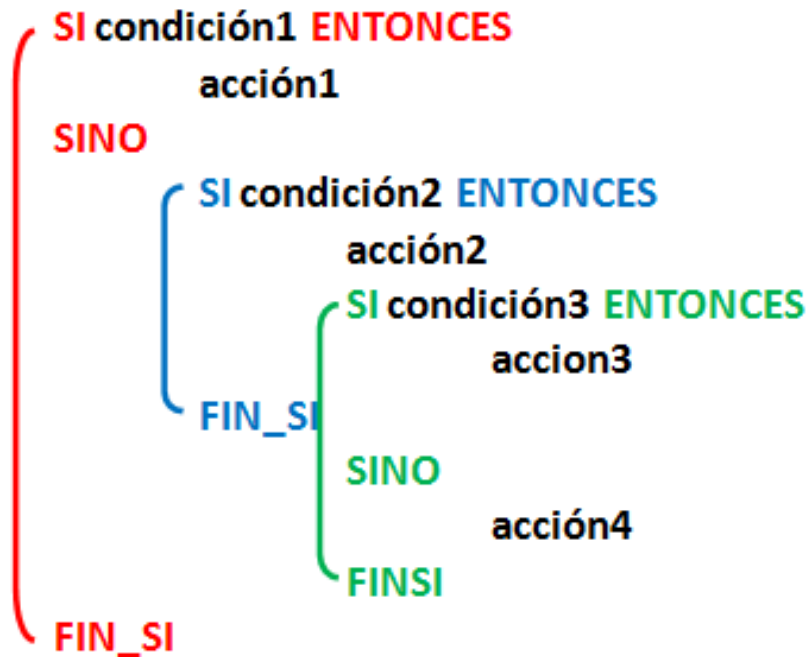 SI condición1 ENTONCES
acción1
SINO
SI condición2 ENTONCES
acción2
SI condición3 ENTONCES
accion3
FIN_SI
SINO
acción4
FINSI
FIN_SI